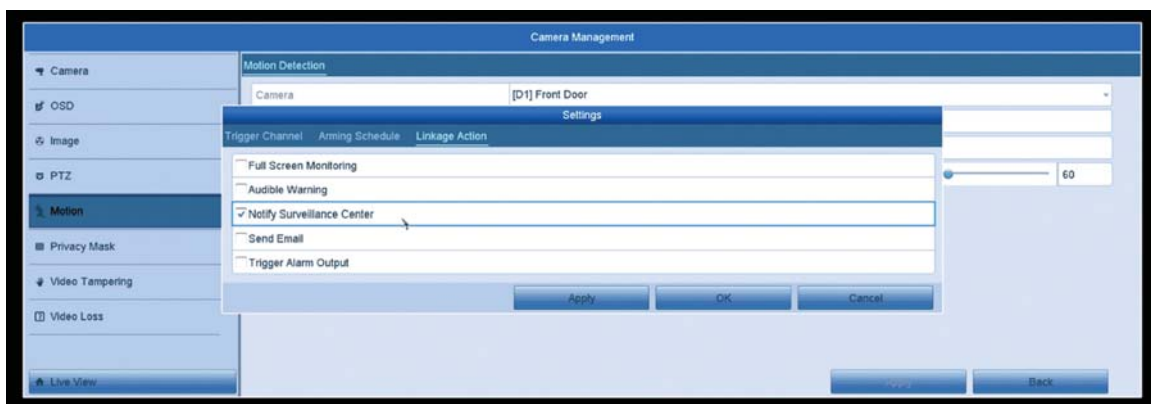 Camera Management
Camera
OSD
Image
PTZ
Motion
Privacy Mask
Video Tampering
Video Loss
Live View
Motion Detection
Camera [D1] Front Door
60
Settings
Trigger Channel Arming Schedule Linkage Action
Full Screen Monitoring
Audible Warning
Notify Surveillance Center
Send Email
Trigger Alarm Output
Apply OK Cancel
Apply Back